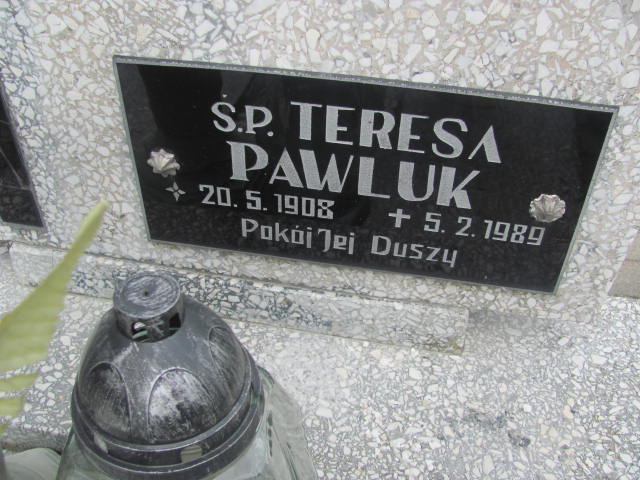 Ś.P. TERESA
PAWLUK
20. 5. 1908 + 5. 2. 1989
Pokój Jej Duszy